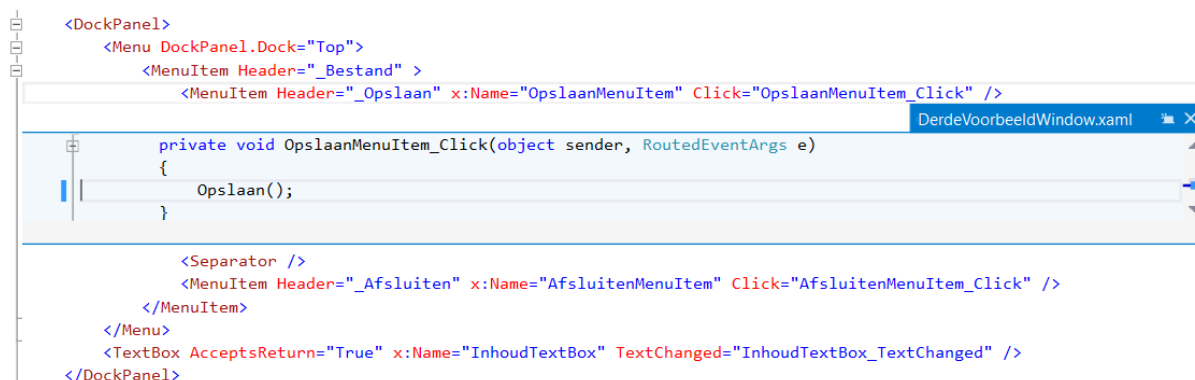 <DockPanel>
<Menu DockPanel.Dock="Top">
<MenuItem Header="_Bestand" >
<MenuItem Header="_Opslaan" x:Name="OpslaanMenuItem" Click="OpslaanMenuItem_Click" />
DerdeVoorbeeldWindow.xaml
private void OpslaanMenuItem_Click(object sender, RoutedEventArgs e)
{
Opslaan();
}
<Separator />
<MenuItem Header="_Afsluiten" x:Name="AfsluitenMenuItem" Click="AfsluitenMenuItem_Click" />
</MenuItem>
</Menu>
<TextBox AcceptsReturn="True" x:Name="InhoudTextBox" TextChanged="InhoudTextBox_TextChanged" />
</DockPanel>